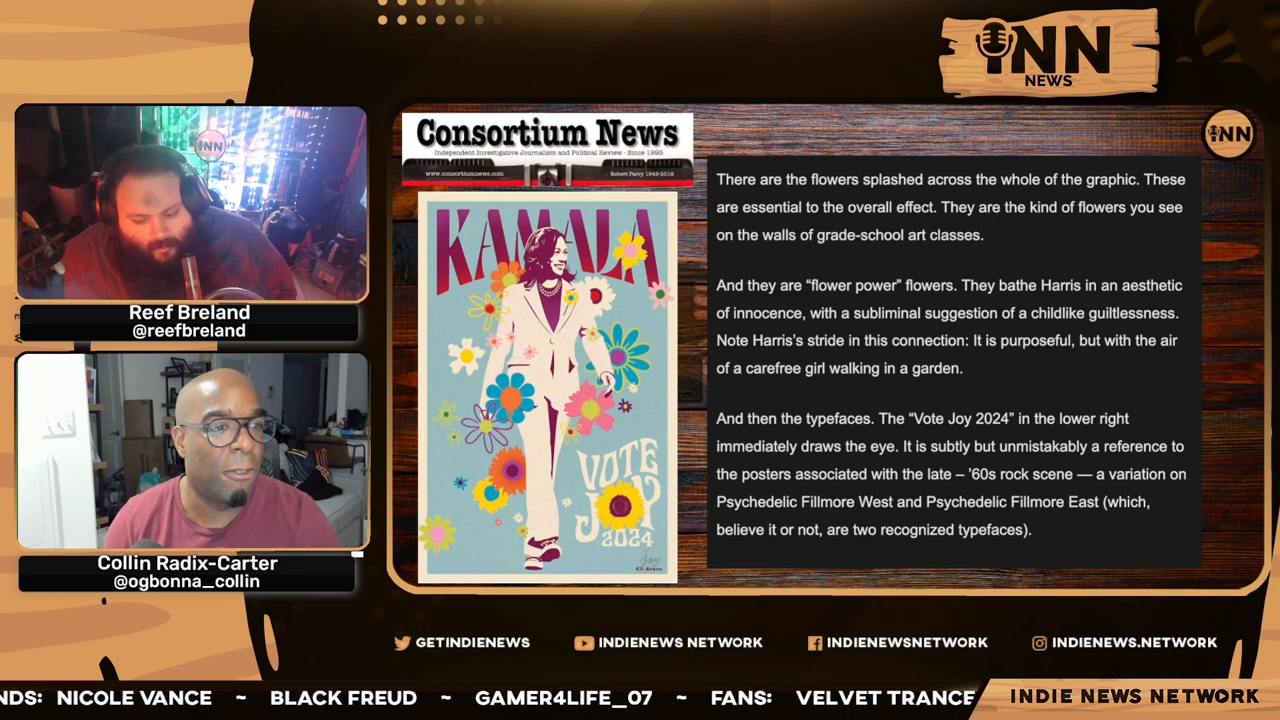 INN
NEWS
INN
INN
Reef Breland
@reefbreland
Collin Radix-Carter
@ogbonna_collin
Consortium News
Independent Investigative Journalism and Political Review - Since 1995
www.consortiumnews.com
Robert Parry 1949-2018
KAMALA
VOTE
JOY
2024
There are the flowers splashed across the whole of the graphic. These
are essential to the overall effect. They are the kind of flowers you see
on the walls of grade-school art classes.
And they are “flower power” flowers. They bathe Harris in an aesthetic
of innocence, with a subliminal suggestion of a childlike guiltlessness.
Note Harris’s stride in this connection: It is purposeful, but with the air
of a carefree girl walking in a garden.
And then the typefaces. The “Vote Joy 2024” in the lower right
immediately draws the eye. It is subtly but unmistakably a reference to
the posters associated with the late – ’60s rock scene — a variation on
Psychedelic Fillmore West and Psychedelic Fillmore East (which,
believe it or not, are two recognized typefaces).
GETINDIENEWS
INDIENEWS NETWORK
INDIENEWSNETWORK
INDIENEWS.NETWORK
NDS: NICOLE VANCE ~ BLACK FREUD ~ GAMER4LIFE_07 ~ FANS: VELVET TRANCE
INDIE NEWS NETWORK